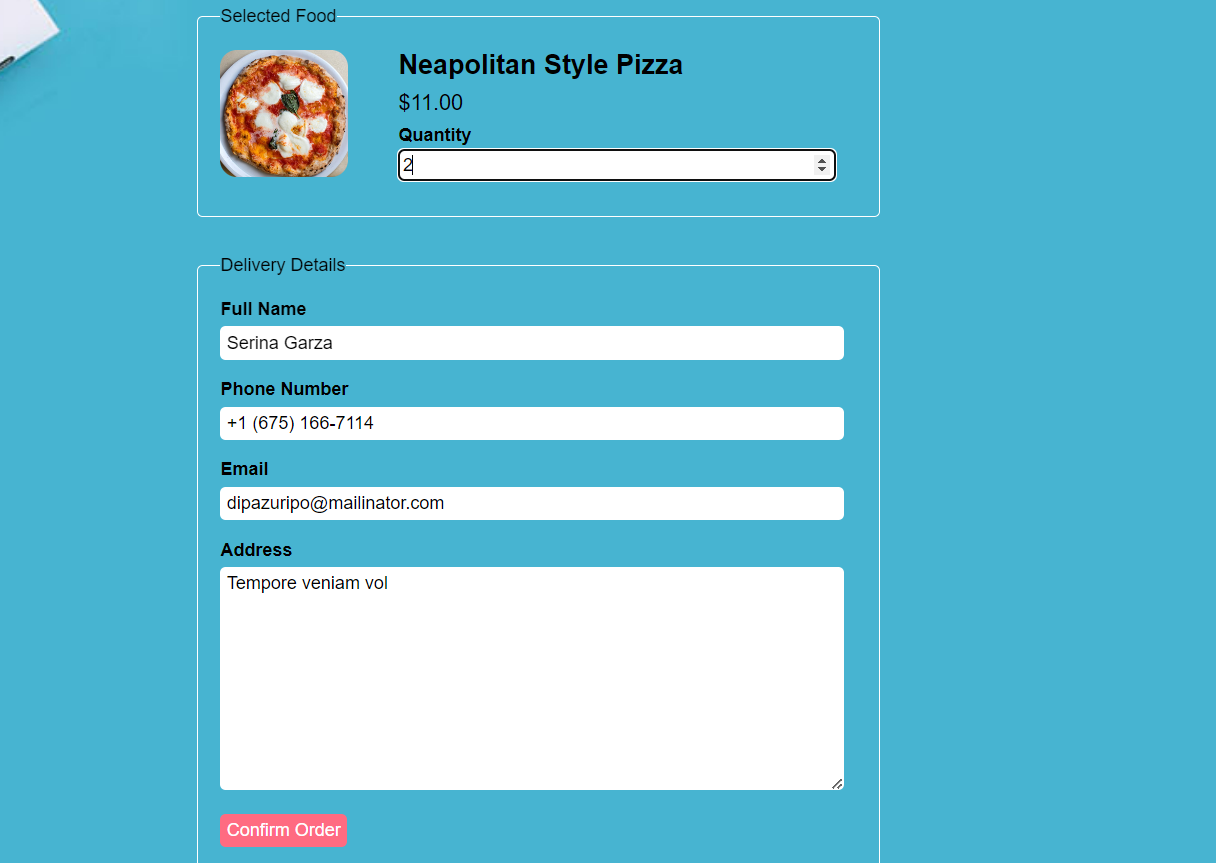 Selected Food
Neapolitan Style Pizza
$11.00
Quantity
2
Delivery Details
Full Name
Serina Garza
Phone Number
+1 (675) 166-7114
Email
dipazuripo@mailinator.com
Address
Tempore veniam vol
Confirm Order